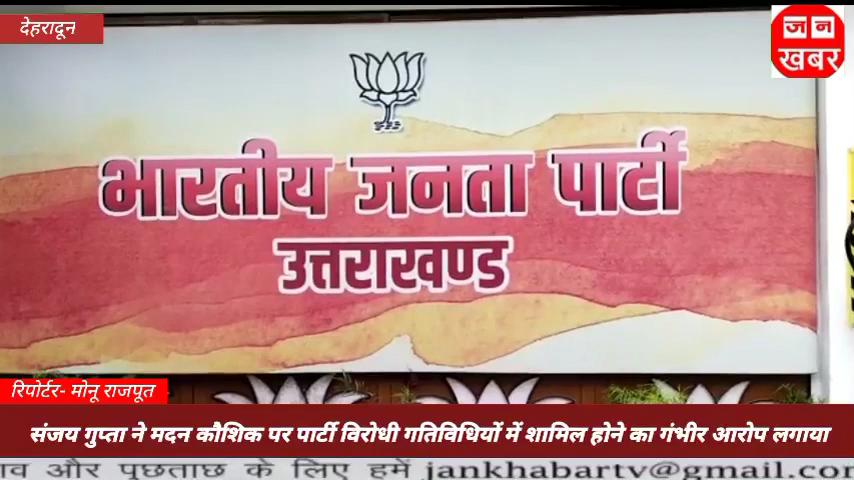 देहरादून
जन
खबर
भारतीय जनता पार्टी
उत्तराखण्ड
रिपोर्टर- मोनू राजपूत
संजय गुप्ता ने मदन कौशिक पर पार्टी विरोधी गतिविधियों में शामिल होने का गंभीर आरोप लगाया
और पूछताछ के लिए हमें jankhabartv@gmail.com